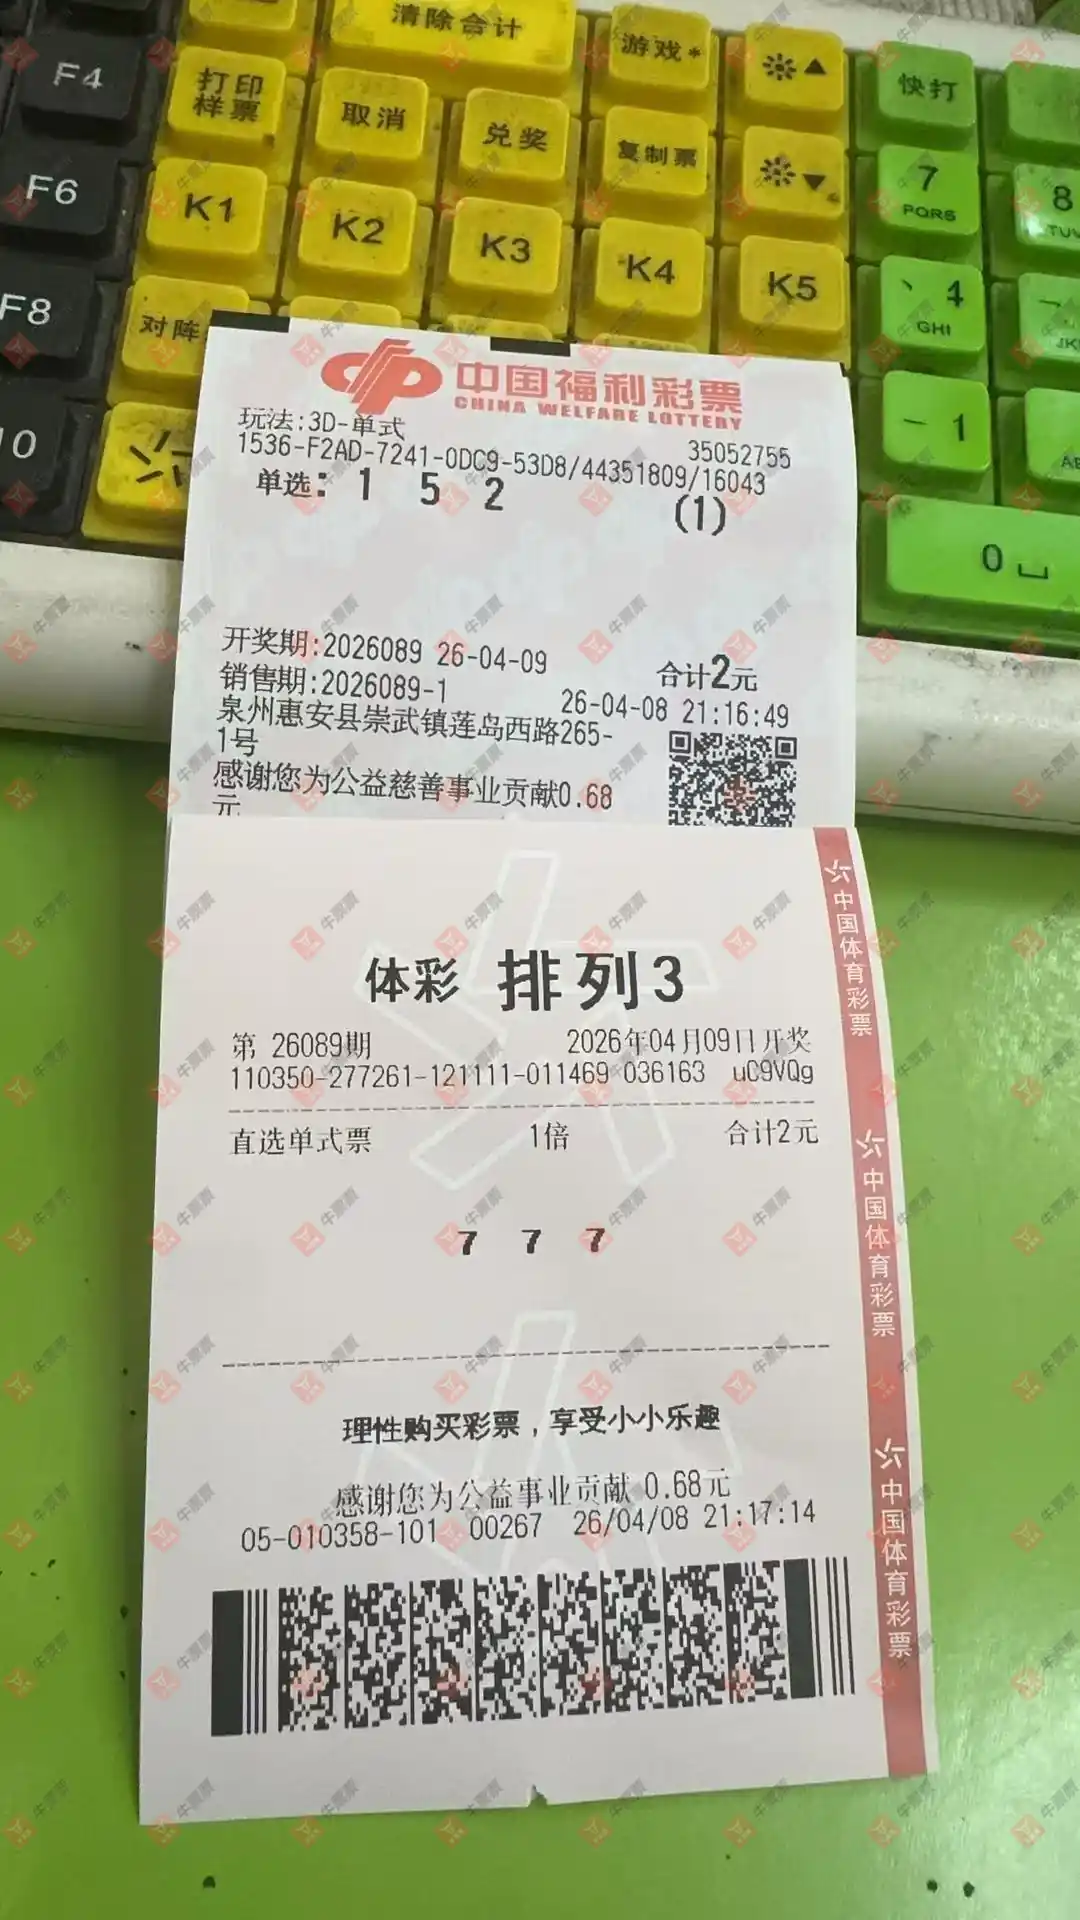 清除合计
游戏*
▲
快打
F4
打印
样票
取消
兑奖
复制票
▼
7
PQRS
8
TUV
F6
K1
K2
K3
K4
K5
4
GHI
F8
对阵
- 1
0
中国福利彩票
CHINA WELFARE LOTTERY
玩法:3D-单式
35052755
1536-F2AD-7241-0DC9-53D8/44351809/16043
单选: 1 5 2
(1)
开奖期:2026089 26-04-09
合计2元
销售期:2026089-1
26-04-08 21:16:49
泉州惠安县崇武镇莲岛西路265-
1号
感谢您为公益慈善事业贡献0.68
元
体彩 排列3
第 26089期 2026年04月09日开奖
110350-277261-121111-011469 036163 uC9VQg
直选单式票 1倍 合计2元
7 7 7
理性购买彩票，享受小小乐趣
感谢您为公益事业贡献 0.68元
05-010358-101 00267 26/04/08 21:17:14
中国体育彩票
中国体育彩票
中国体育彩票
牛票票